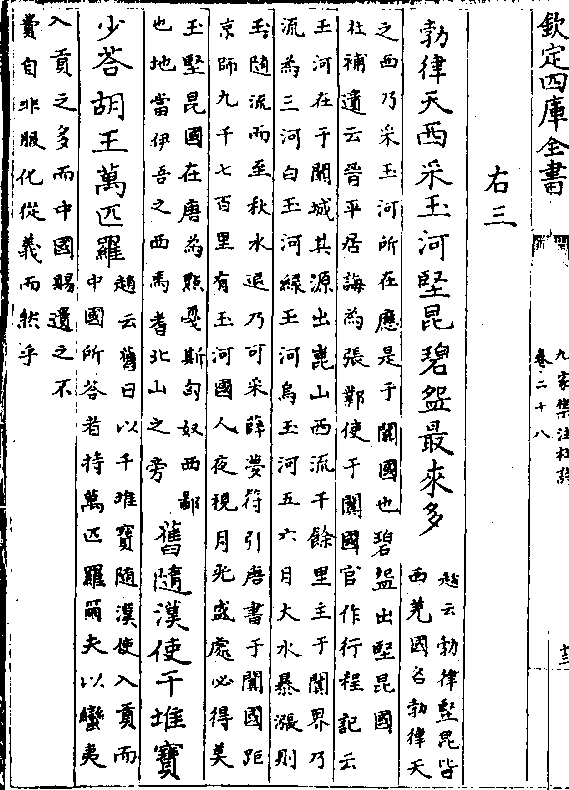 欽定四庫全書
九家集注杜詩
卷二十八
十三
右三
勃律天西采玉河堅昆碧盌最來多
趙云勃律堅昆皆
西羌國名勃律天
之西乃采玉河所在應是于闐國也碧盌出堅昆國
杜補遺云晉平居誨為張鄴使于闐國官作行程記云
玉河在于闐城其源出崑山西流千餘里至于闐界乃
流為三河白玉河緑玉河烏玉河五六月大水暴漲則
玉隨流而至秋水退乃可采薛夢符引唐書于闐國距
京師九千七百里有玉河國人夜視月光盛處必得美
玉堅昆國在唐為黠戛斯匈奴西鄙
也地當伊吾之西焉耆北山之旁
舊隨漢使千堆寶
少荅胡王萬匹羅
趙云舊日以千堆寶隨漢使入貢而
中國所荅者持萬匹羅爾夫以蠻夷
入貢之多而中國賜遺之不
貲自非服化從義而然乎